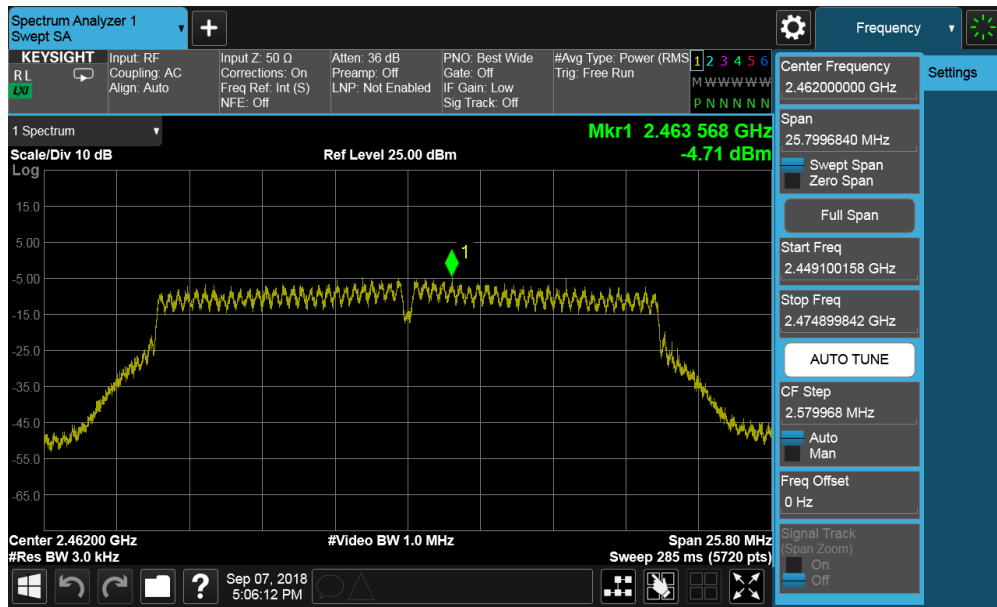 Spectrum Analyzer 1
Swept SA
+
Frequency
KEYSIGHT
RL
LXI
Input: RF
Coupling: AC
Align: Auto
Input Z: 50 Ω
Corrections: On
Freq Ref: Int (S)
NFE: Off
Atten: 36 dB
Preamp: Off
LNP: Not Enabled
PNO: Best Wide
Gate: Off
IF Gain: Low
Sig Track: Off
#Avg Type: Power (RMS
Trig: Free Run
1 2 3 4 5 6
M W W W W W
P N N N N N
1 Spectrum
Scale/Div 10 dB
Log
Ref Level 25.00 dBm
Mkr1 2.463 568 GHz
-4.71 dBm
15.0
5.00
-5.00
-15.0
-25.0
-35.0
-45.0
-55.0
-65.0
1
Center 2.46200 GHz
#Res BW 3.0 kHz
#Video BW 1.0 MHz
Span 25.80 MHz
Sweep 285 ms (5720 pts)
?
Sep 07, 2018
5:06:12 PM
Center Frequency
2.462000000 GHz
Span
25.7996840 MHz
Swept Span
Zero Span
Full Span
Start Freq
2.449100158 GHz
Stop Freq
2.474899842 GHz
AUTO TUNE
CF Step
2.579968 MHz
Auto
Man
Freq Offset
0 Hz
Signal Track
(Span Zoom)
On
Off
Settings